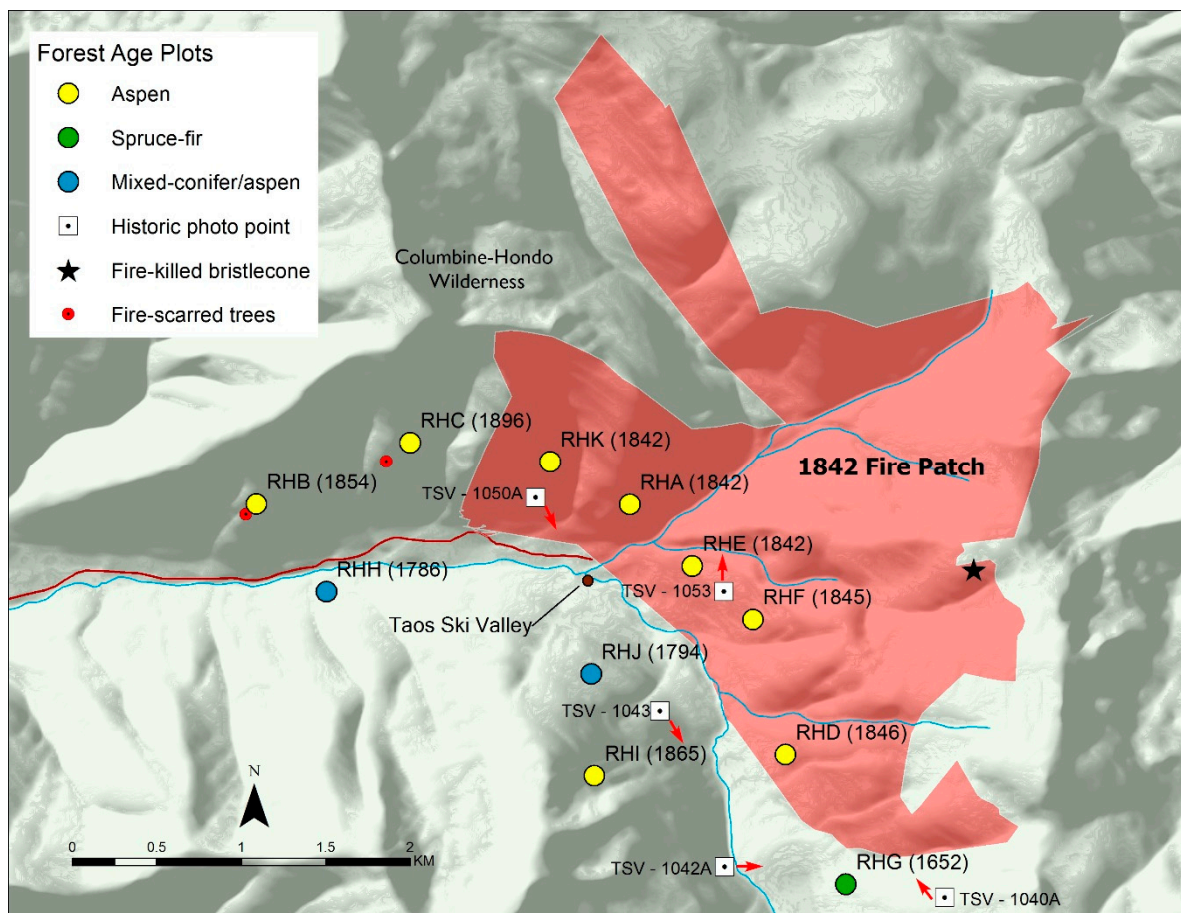 Forest Age Plots
Aspen
Spruce-fir
Mixed-conifer/aspen
Historic photo point
Fire-killed bristlecone
Fire-scarred trees
Columbine-Hondo
Wilderness
RHC (1896)
RHK (1842)
1842 Fire Patch
RHB (1854)
TSV - 1050A
RHA (1842)
RHE (1842)
RHH (1786)
TSV - 1053
RHF (1845)
Taos Ski Valley
RHJ (1794)
TSV - 1043
RHD (1846)
RHI (1865)
N
0 0.5 1 1.5 2
KM
TSV - 1042A
RHG (1652)
TSV - 1040A